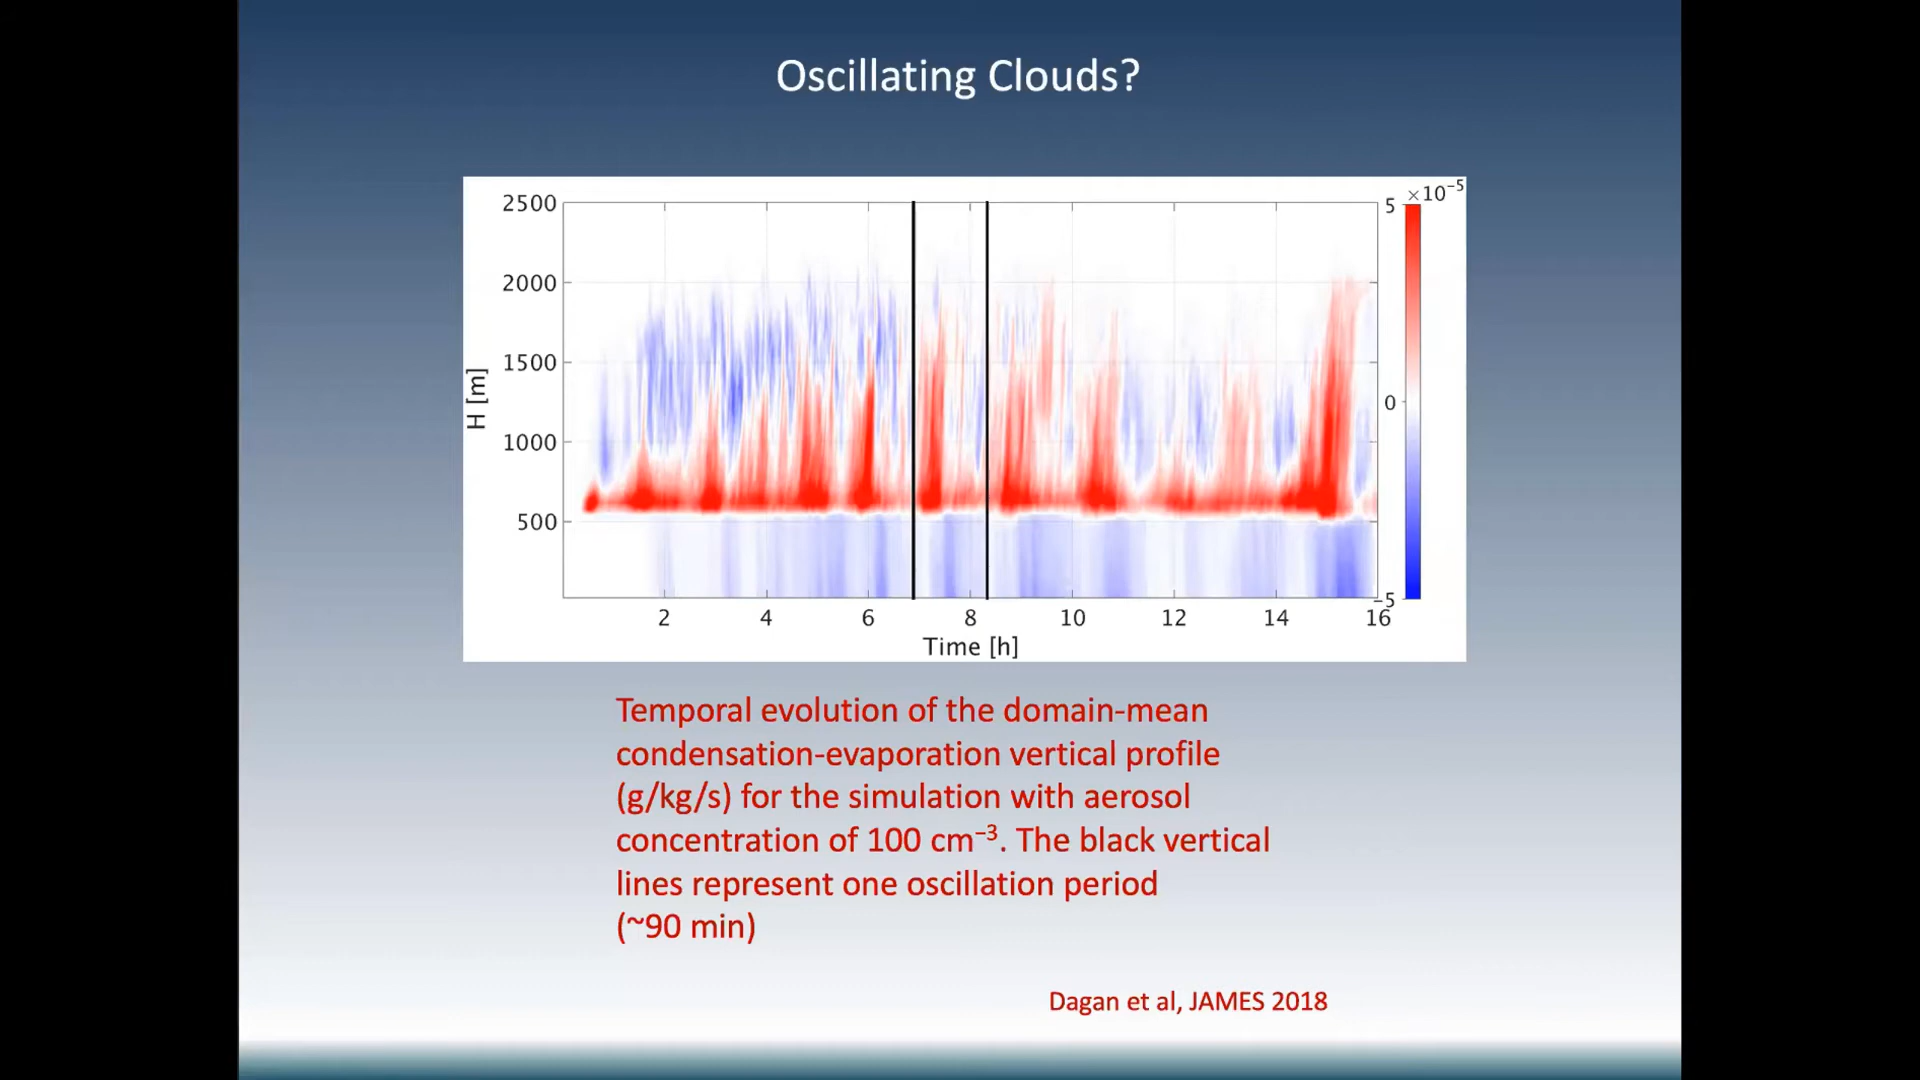 Oscillating Clouds?
×10⁻⁵
2500
2000
1500
1000
500
H [m]
5
0
-5
2 4 6 8 10 12 14 16
Time [h]
Temporal evolution of the domain-mean
condensation-evaporation vertical profile
(g/kg/s) for the simulation with aerosol
concentration of 100 cm⁻³. The black vertical
lines represent one oscillation period
(~90 min)
Dagan et al, JAMES 2018